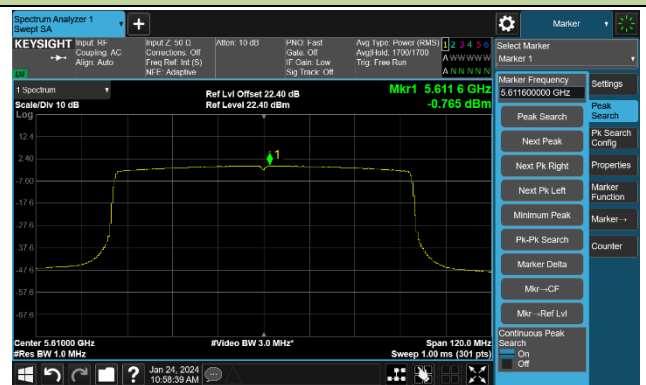 Spectrum Analyzer 1
Swept SA
Marker
KEYSIGHT
Input: RF
Coupling: AC
Align: Auto
Input Z: 50 Ω
Corrections: Off
Freq Ref: Int (S)
NFE: Adaptive
Atten: 10 dB
PNO: Fast
Gate: Off
IF Gain: Low
Sig Track: Off
Avg Type: Power (RMS)
Avg|Hold: 1700/1700
Trig: Free Run
1 2 3 4 5 6
A W W W W W
A N N N N N
LU
Select Marker
Marker 1
1 Spectrum
Scale/Div 10 dB
Log
Ref Lvl Offset 22.40 dB
Ref Level 22.40 dBm
Mkr1 5.611 6 GHz
-0.765 dBm
12.4
2.40
-7.60
-17.6
-27.6
-37.6
-47.6
-57.6
-67.6
1
Center 5.61000 GHz
#Res BW 1.0 MHz
#Video BW 3.0 MHz*
Span 120.0 MHz
Sweep 1.00 ms (301 pts)
Marker Frequency
5.611600000 GHz
Peak Search
Next Peak
Next Pk Right
Next Pk Left
Minimum Peak
Pk-Pk Search
Marker Delta
Mkr→CF
Mkr→Ref Lvl
Continuous Peak
Search
On
Off
Settings
Peak
Search
Pk Search
Config
Properties
Marker
Function
Marker→
Counter
Jan 24, 2024
10:58:39 AM